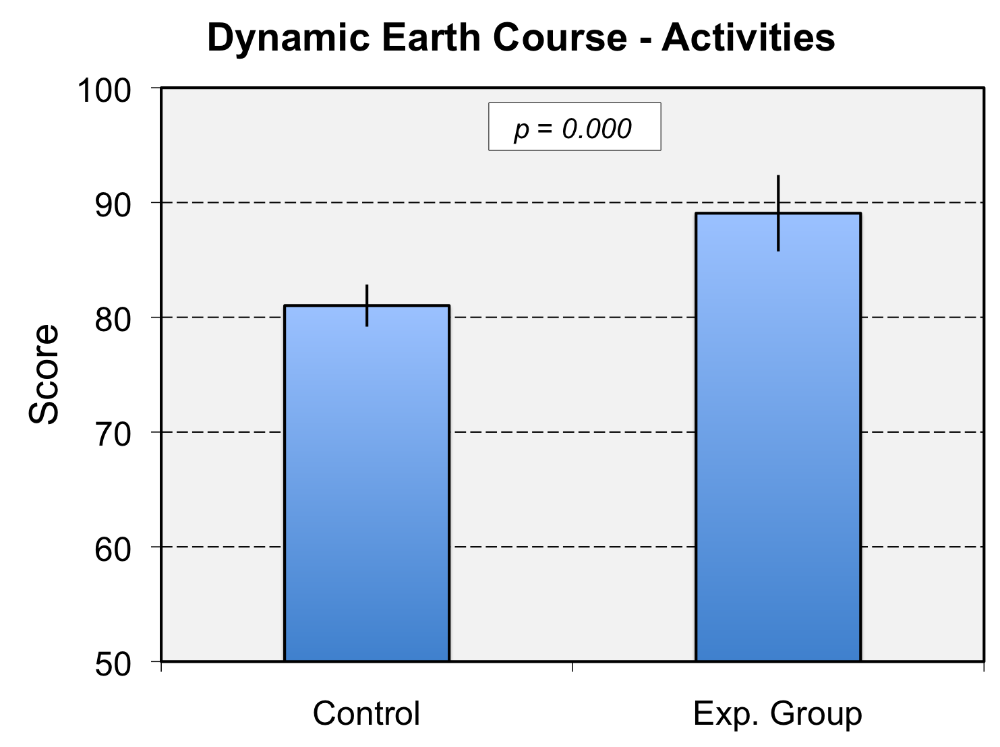 Dynamic Earth Course - Activities
100
p = 0.000
90
80
70
60
50
Score
Control
Exp. Group